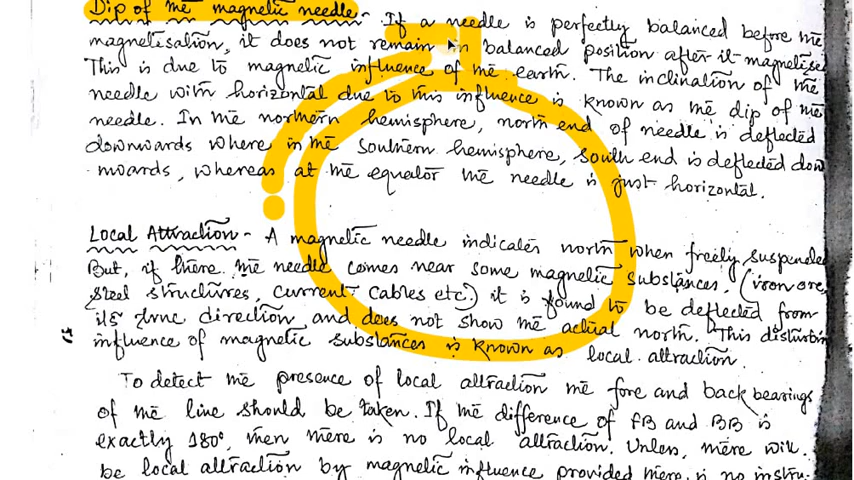 Dip of the magnetic needle - If a needle is perfectly balanced before the
magnetisation, it does not remain in balanced position after it magnetise
This is due to magnetic influence of the earth. The inclination of the
needle with horizontal due to this influence is known as the dip of the
needle. In the northern hemisphere, north end of needle is deflected
downwards where in the Southern hemisphere, south end is deflected dow
nwards, whereas at the equator the needle is just horizontal.
Local Attraction - A magnetic needle indicates north when freely suspended
But, if there the needle comes near some magnetic substances, (iron ore,
steel structures, current cables etc.) it is found to be deflected from
its true direction and does not show the actual north. This disturbin
influence of magnetic substances is known as local attraction.
To detect the presence of local attraction the fore and back bearings
of the line should be taken. If the difference of FB and BB is
exactly 180°, then there is no local attraction. Unless, there will
be local attraction by magnetic influence provided there is no instru-